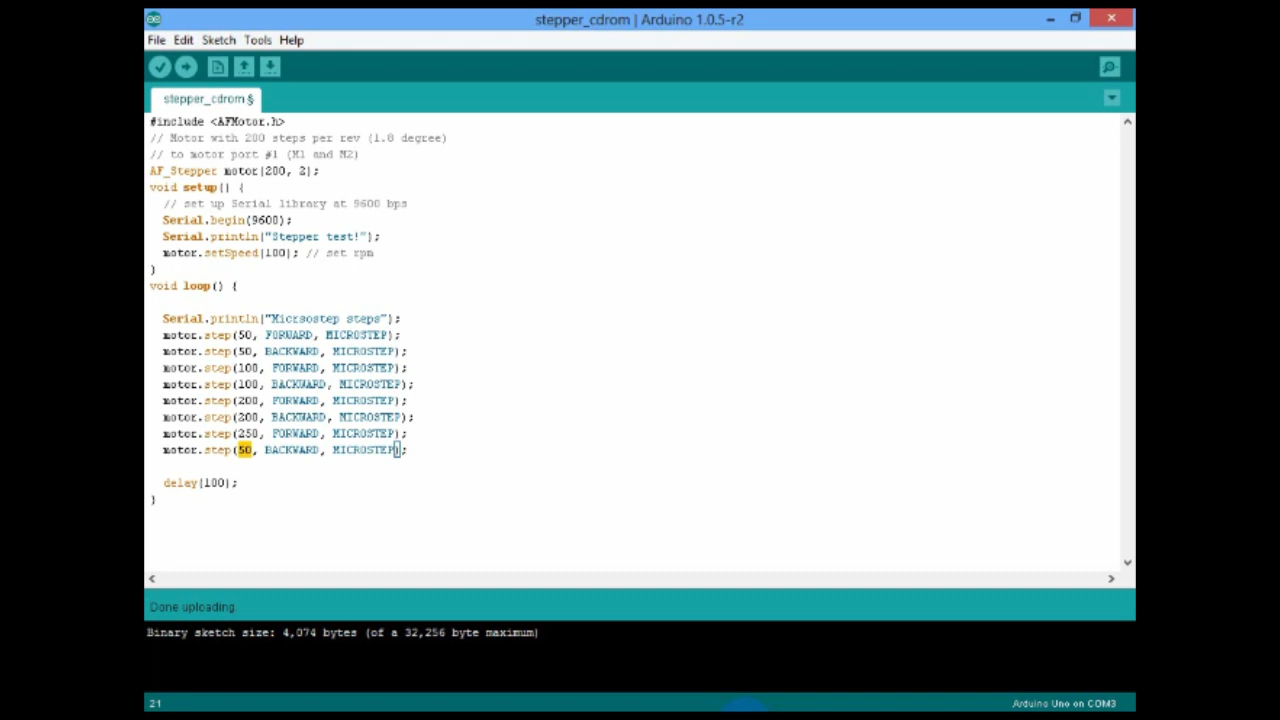 stepper_cdrom | Arduino 1.0.5-r2
File Edit Sketch Tools Help
stepper_cdrom §
#include <AFMotor.h>
// Motor with 200 steps per rev (1.8 degree)
// to motor port #1 (M1 and M2)
AF_Stepper motor(200, 2);
void setup() {
// set up Serial library at 9600 bps
Serial.begin(9600);
Serial.println("Stepper test!");
motor.setSpeed(100); // set rpm
}
void loop() {
Serial.println("Micrsostep steps");
motor.step(50, FORWARD, MICROSTEP);
motor.step(50, BACKWARD, MICROSTEP);
motor.step(100, FORWARD, MICROSTEP);
motor.step(100, BACKWARD, MICROSTEP);
motor.step(200, FORWARD, MICROSTEP);
motor.step(200, BACKWARD, MICROSTEP);
motor.step(250, FORWARD, MICROSTEP);
motor.step(50, BACKWARD, MICROSTEP);
delay(100);
}
Done uploading.
Binary sketch size: 4,074 bytes (of a 32,256 byte maximum)
21 Arduino Uno on COM3